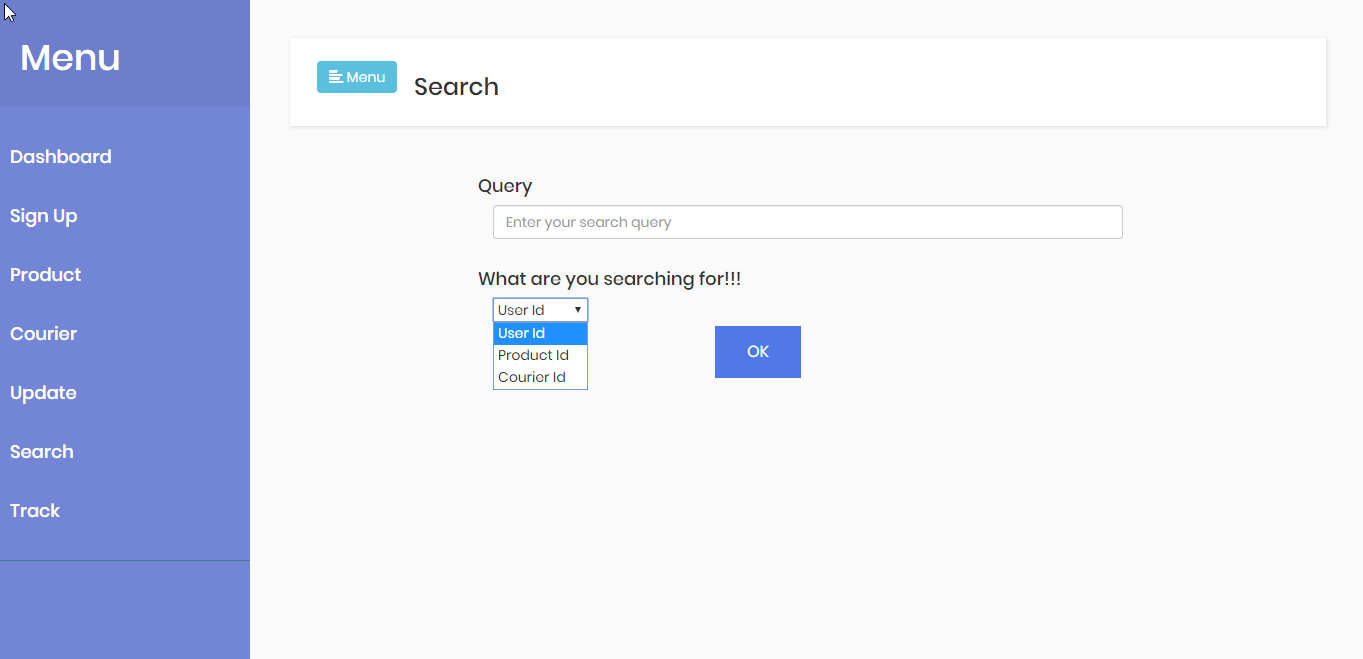 Menu
Dashboard
Sign Up
Product
Courier
Update
Search
Track
Menu
Search
Query
Enter your search query
What are you searching for!!!
User Id
User Id
Product Id
Courier Id
OK